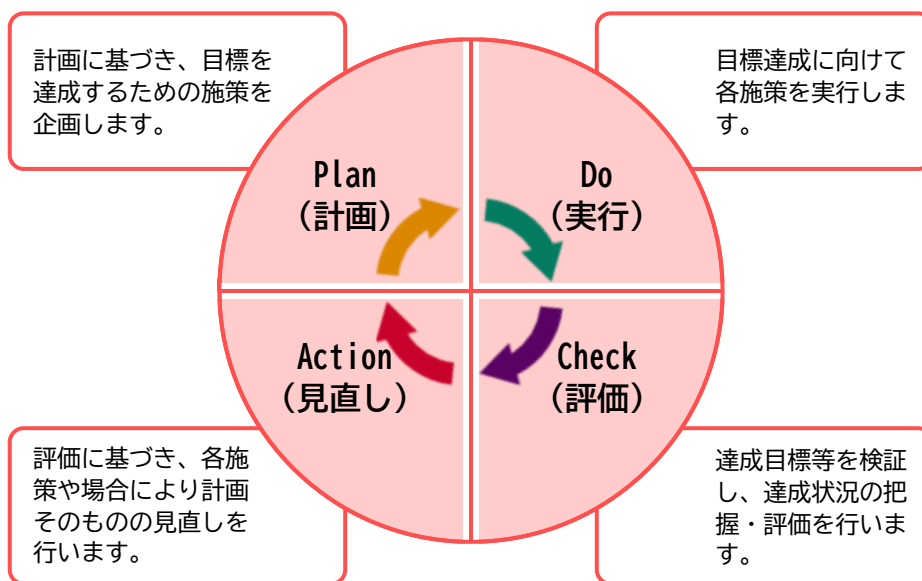 計画に基づき、目標を
達成するための施策を
企画します。
目標達成に向けて
各施策を実行しま
す。
Plan
（計画）
Do
（実行）
Action
（見直し）
Check
（評価）
評価に基づき、各施
策や場合により計画
そのものの見直しを
行います。
達成目標等を検証
し、達成状況の把
握・評価を行いま
す。